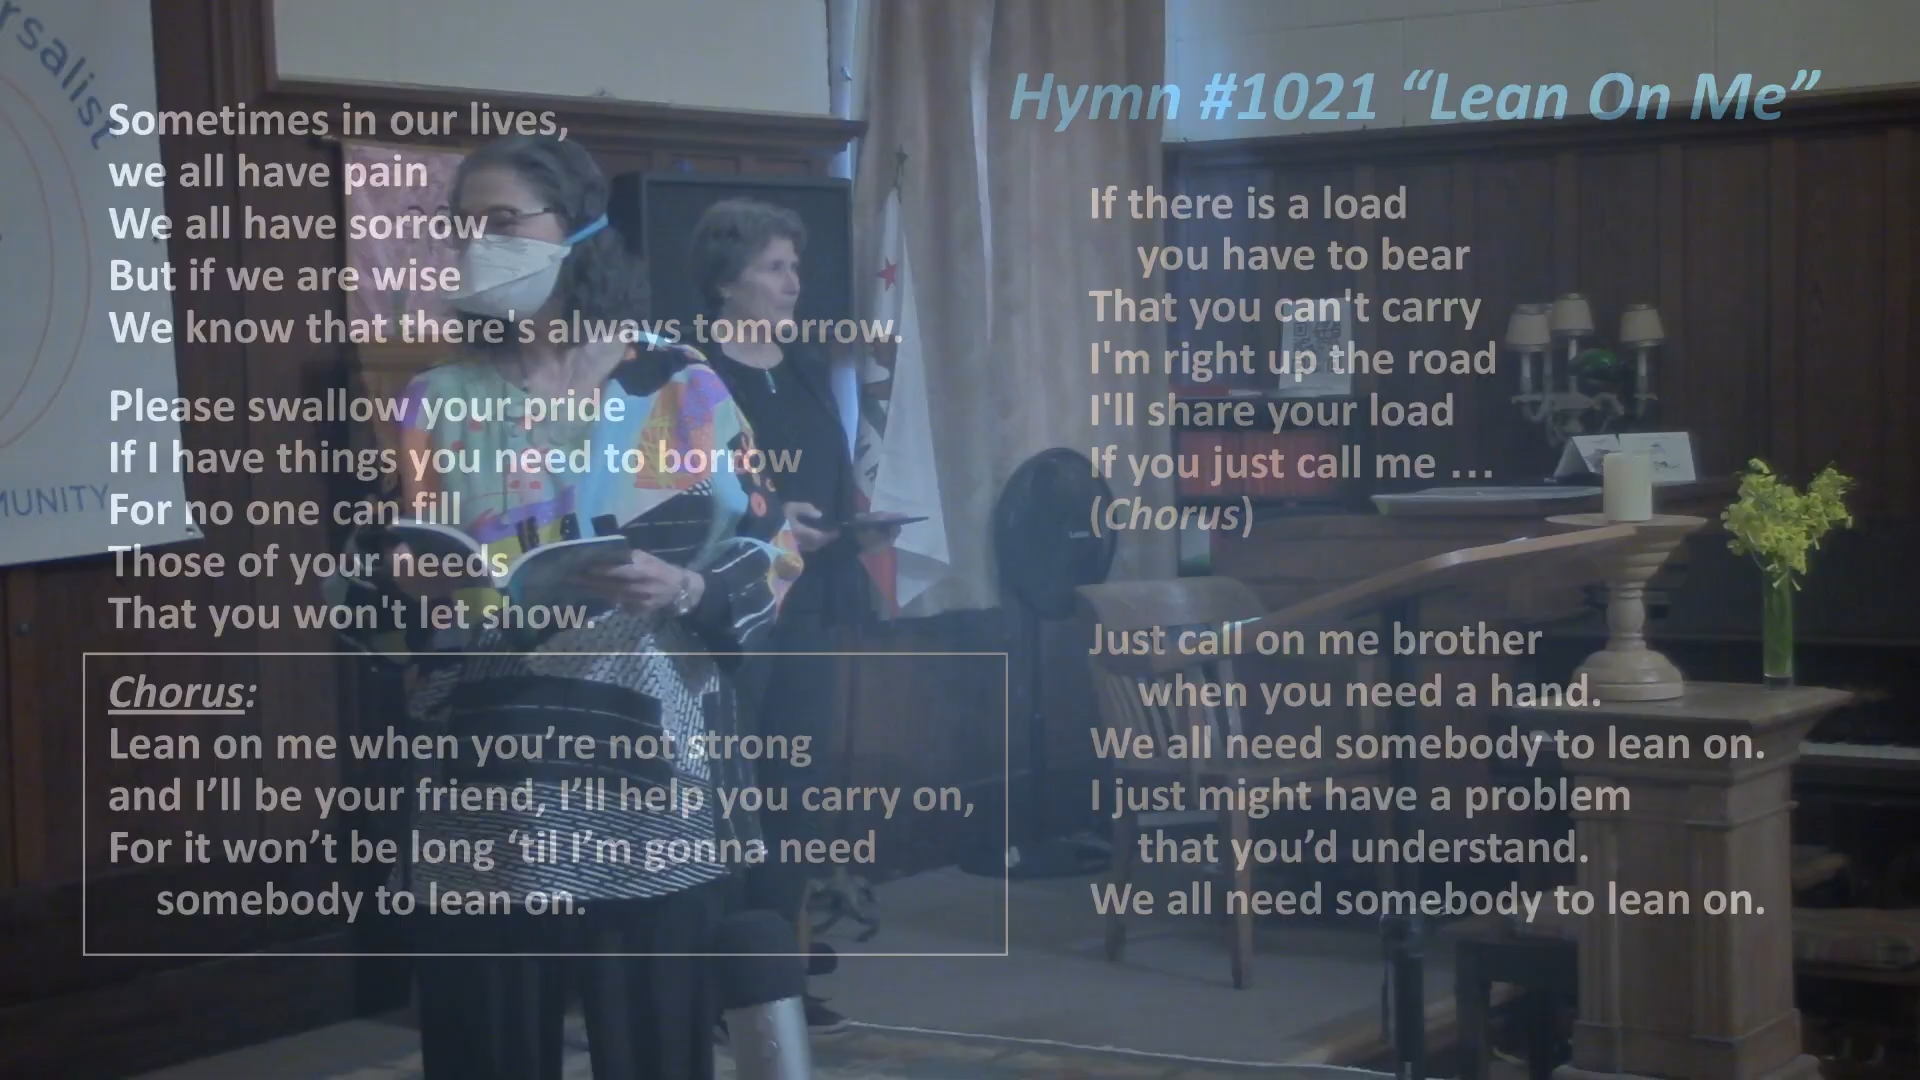 rsalist
MUNITY
Hymn #1021 “Lean On Me”
Sometimes in our lives,
we all have pain
We all have sorrow
But if we are wise
We know that there's always tomorrow.
Please swallow your pride
If I have things you need to borrow
For no one can fill
Those of your needs
That you won't let show.
Chorus:
Lean on me when you’re not strong
and I’ll be your friend, I’ll help you carry on,
For it won’t be long ‘til I’m gonna need
somebody to lean on.
If there is a load
you have to bear
That you can't carry
I'm right up the road
I'll share your load
If you just call me …
(Chorus)
Just call on me brother
when you need a hand.
We all need somebody to lean on.
I just might have a problem
that you’d understand.
We all need somebody to lean on.